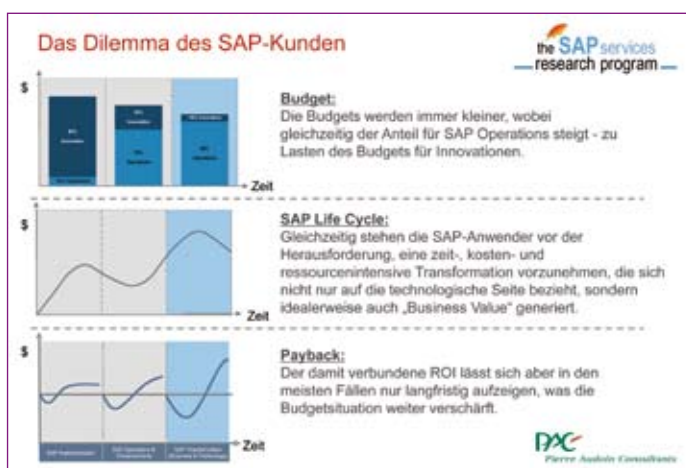 Das Dilemma des SAP-Kunden
the SAP services
research program
$
Zeit
Budget:
Die Budgets werden immer kleiner, wobei
gleichzeitig der Anteil für SAP Operations steigt - zu
Lasten des Budgets für Innovationen.
$
Zeit
SAP Life Cycle:
Gleichzeitig stehen die SAP-Anwender vor der
Herausforderung, eine zeit-, kosten- und
ressourcenintensive Transformation vorzunehmen, die sich
nicht nur auf die technologische Seite bezieht, sondern
idealerweise auch „Business Value“ generiert.
$
Zeit
Payback:
Der damit verbundene ROI lässt sich aber in den
meisten Fällen nur langfristig aufzeigen, was die
Budgetsituation weiter verschärft.
PAC
Pierre Audoin Consultants